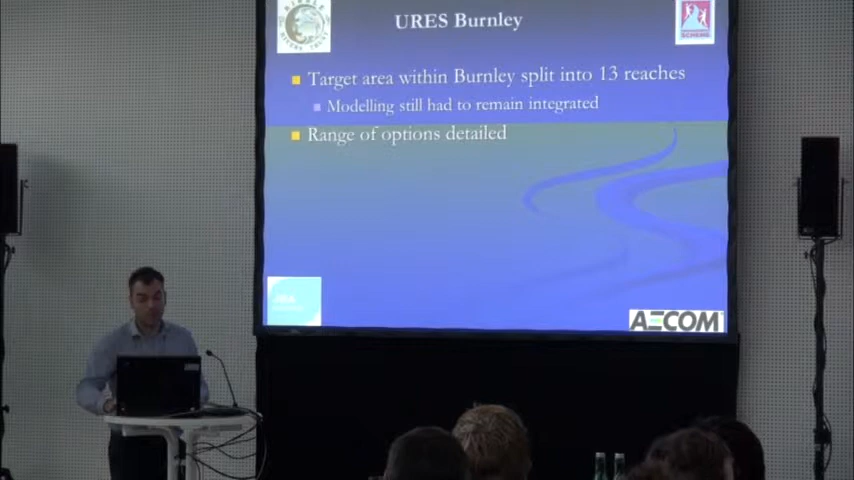 URES Burnley
SCHEME
Target area within Burnley split into 13 reaches
Modelling still had to remain integrated
Range of options detailed
AECOM